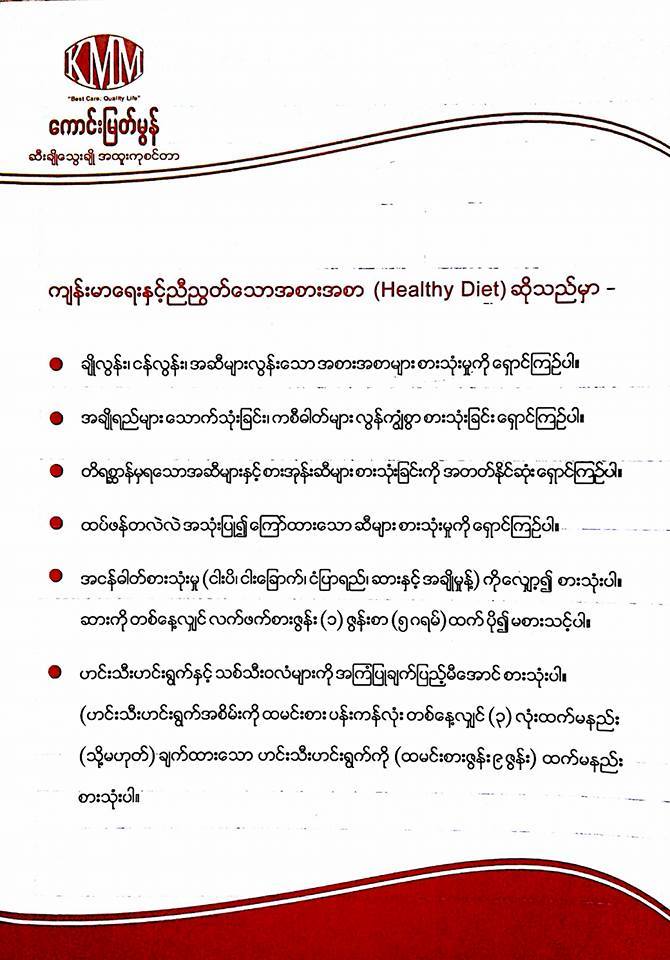 KMM
"Best Care, Quality Life"
ကောင်းမြတ်မွန်
ဆီးချိုသွေးချို အထူးကုစင်တာ
ကျန်းမာရေးနှင့်ညီညွတ်သောအစားအစာ (Healthy Diet) ဆိုသည်မှာ -
ချိုလွန်း၊ ငန်လွန်း၊ အဆီများလွန်းသော အစားအစာများ စားသုံးမှုကို ရှောင်ကြဉ်ပါ။
အချိုရည်များ သောက်သုံးခြင်း၊ ကစီဓါတ်များ လွန်ကျွံစွာ စားသုံးခြင်း ရှောင်ကြဉ်ပါ။
တိရစ္ဆာန်မှရသောအဆီများနှင့် စားအုန်းဆီများ စားသုံးခြင်းကို အတတ်နိုင်ဆုံး ရှောင်ကြဉ်ပါ။
ထပ်ဖန်တလဲလဲ အသုံးပြု၍ ကြော်ထားသော ဆီများ စားသုံးမှုကို ရှောင်ကြဉ်ပါ။
အငန်ဓါတ်စားသုံးမှု (ငါးပိ၊ ငါးခြောက်၊ ငံပြာရည်၊ ဆားနှင့် အချိုမှုန့်) ကိုလျှော့၍ စားသုံးပါ။
ဆားကို တစ်နေ့လျှင် လက်ဖက်စားဇွန်း (၁) ဇွန်းစာ (၅ဂရမ်) ထက် ပို၍ မစားသင့်ပါ။
ဟင်းသီးဟင်းရွက်နှင့် သစ်သီးဝလံများကို အကြံပြုချက်ပြည့်မီအောင် စားသုံးပါ။
(ဟင်းသီးဟင်းရွက်အစိမ်းကို ထမင်းစား ပန်းကန်လုံး တစ်နေ့လျှင် (၃) လုံးထက်မနည်း
(သို့မဟုတ်) ချက်ထားသော ဟင်းသီးဟင်းရွက်ကို (ထမင်းစားဇွန်း ၉ ဇွန်း) ထက်မနည်း
စားသုံးပါ။